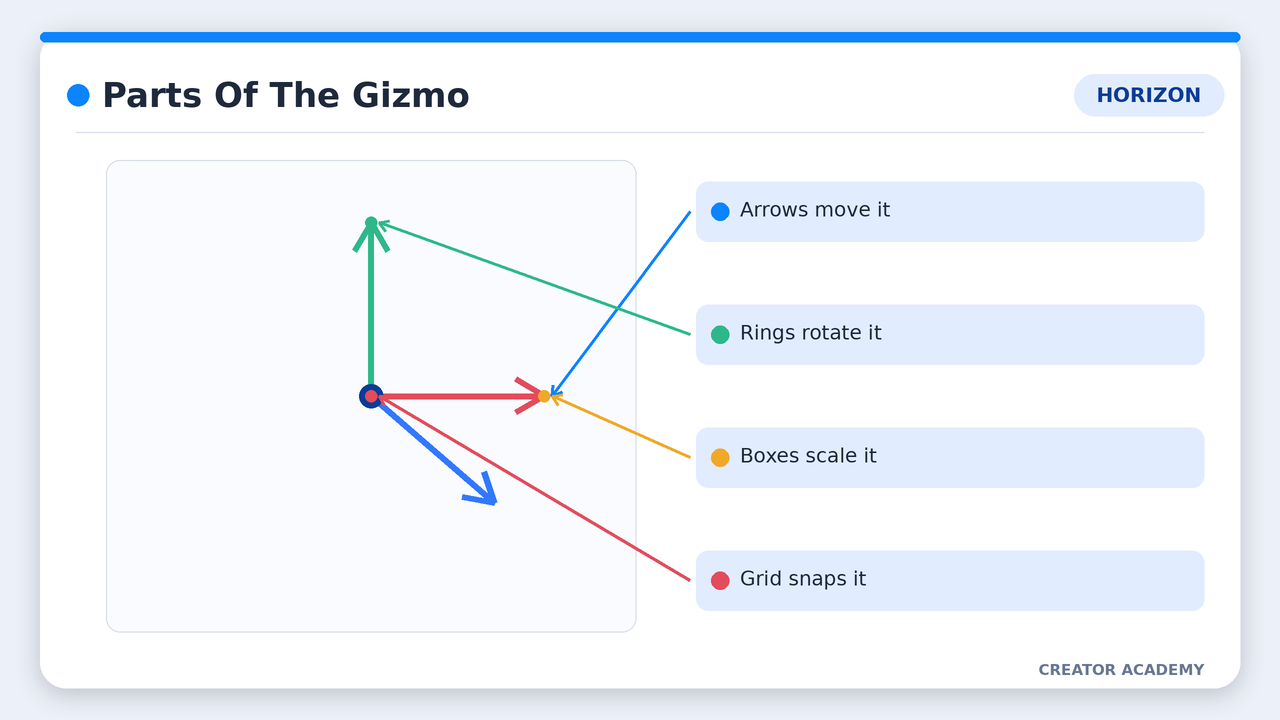 Parts Of The Gizmo
HORIZON
Arrows move it
Rings rotate it
Boxes scale it
Grid snaps it
CREATOR ACADEMY